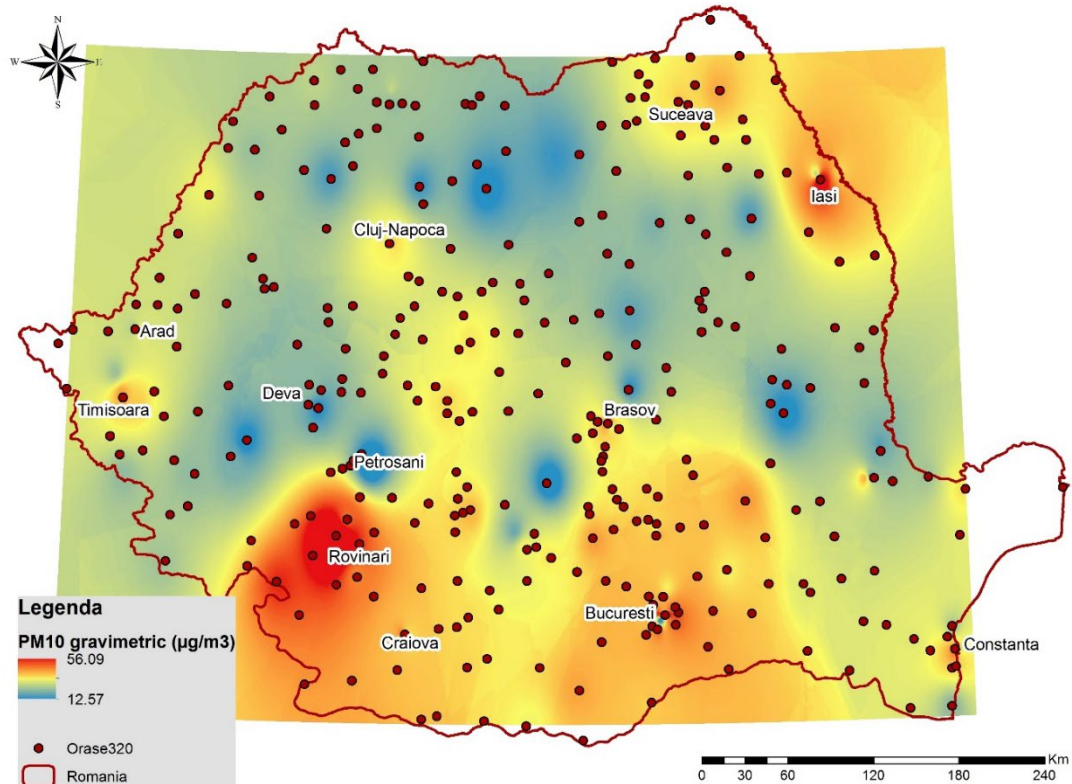 N
W E
S
Suceava
Iasi
Cluj-Napoca
Arad
Timisoara
Deva
Brasov
Petrosani
Rovinari
Bucuresti
Craiova
Constanta
Legenda
PM10 gravimetric (µg/m3)
56.09
12.57
Orase320
Romania
Km
0 15 30 60 120 180 240